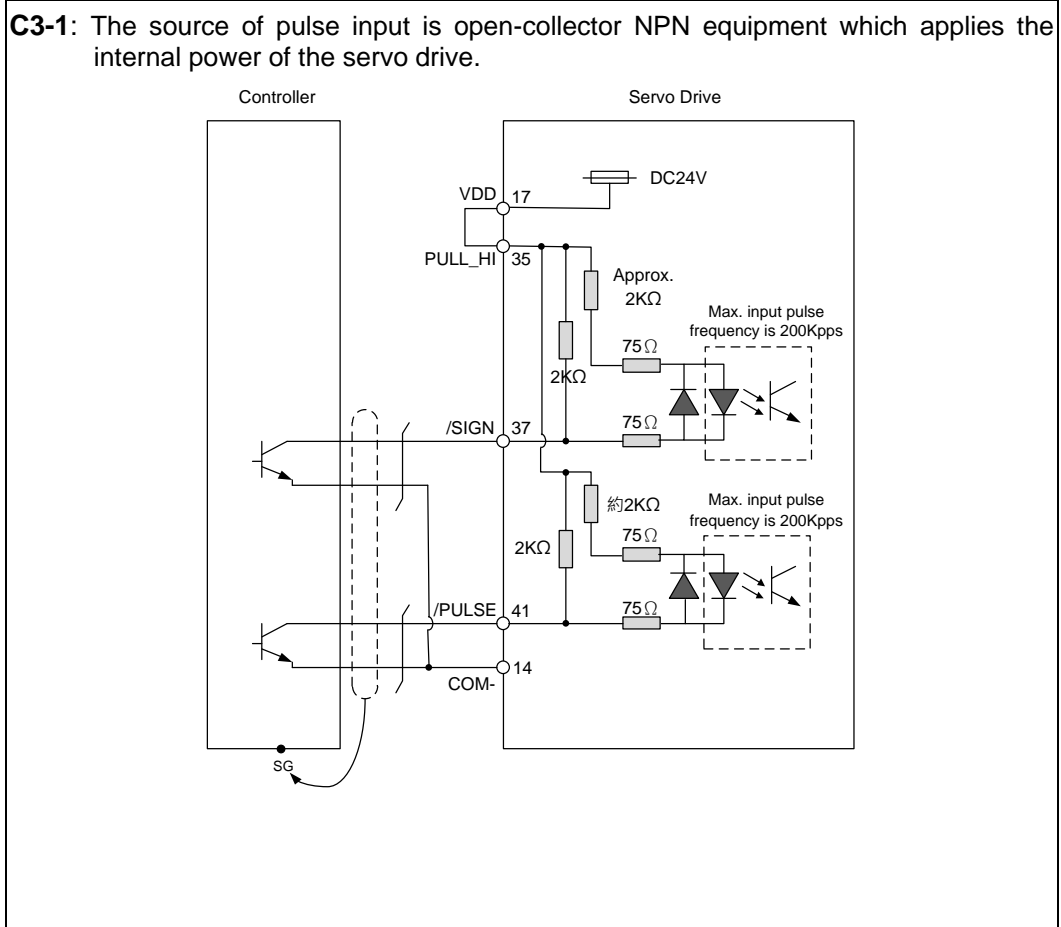 C3-1: The source of pulse input is open-collector NPN equipment which applies the
internal power of the servo drive.
Controller
Servo Drive
DC24V
VDD
17
PULL_HI
35
Approx.
2KΩ
Max. input pulse
frequency is 200Kpps
75Ω
2KΩ
75Ω
/SIGN
37
約2KΩ
Max. input pulse
frequency is 200Kpps
75Ω
2KΩ
75Ω
/PULSE
41
14
COM-
SG